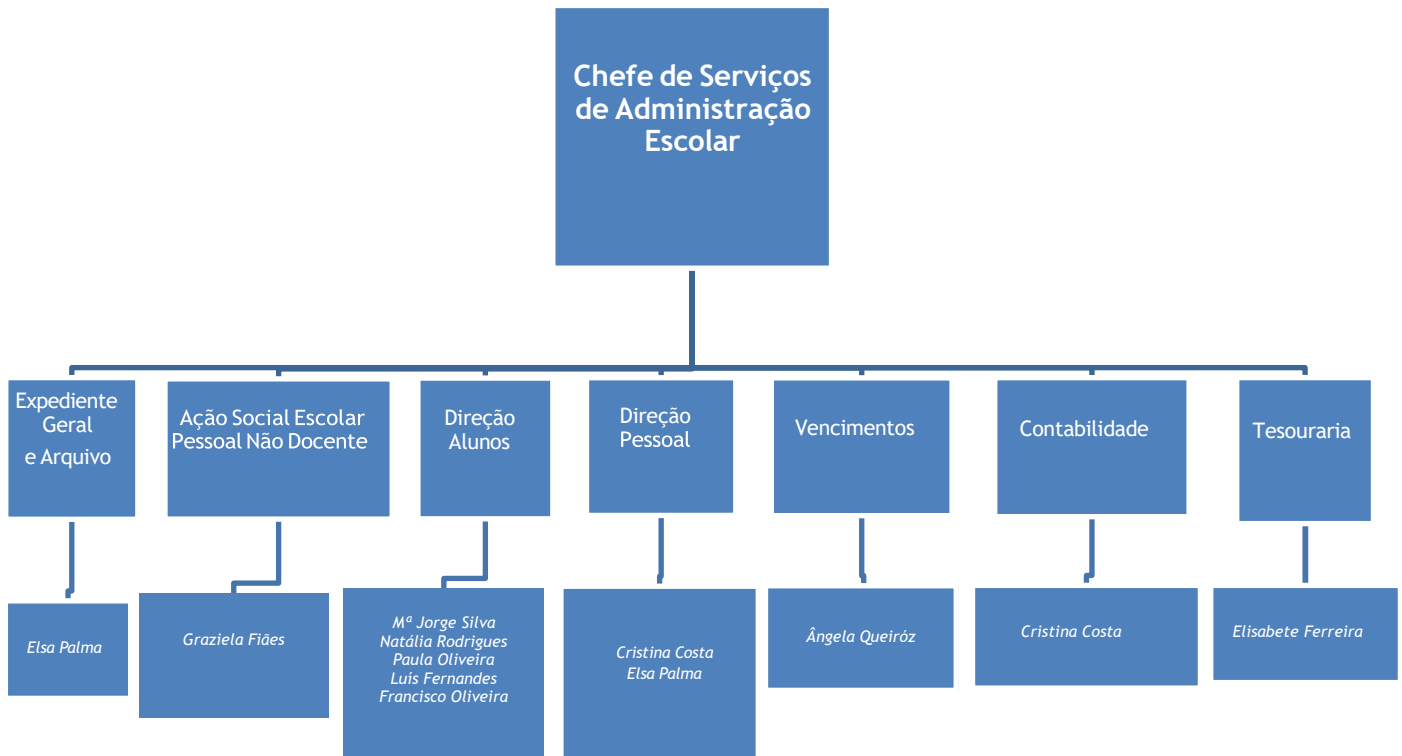 Chefe de Serviços
de Administração
Escolar
Expediente
Geral
e Arquivo
Ação Social Escolar
Pessoal Não Docente
Direção
Alunos
Direção
Pessoal
Vencimentos
Contabilidade
Tesouraria
Elsa Palma
Graziela Fiães
Mª Jorge Silva
Natália Rodrigues
Paula Oliveira
Luís Fernandes
Francisco Oliveira
Cristina Costa
Elsa Palma
Ângela Queiróz
Cristina Costa
Elisabete Ferreira